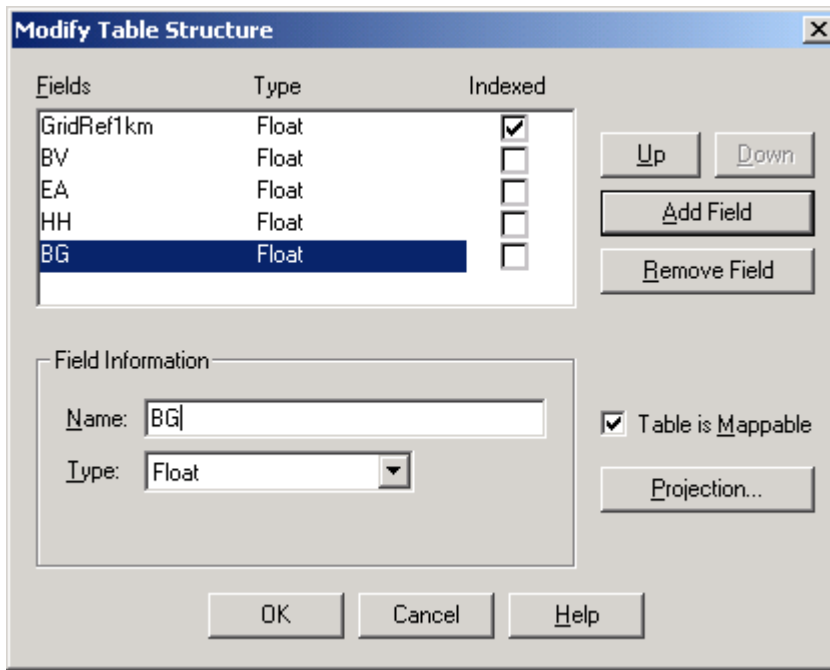 Modify Table Structure
Fields Type Indexed
GridRef1km Float
BV Float
EA Float
HH Float
BG Float
Up Down
Add Field
Remove Field
Field Information
Name: BG
Type: Float
Table is Mappable
Projection...
OK Cancel Help